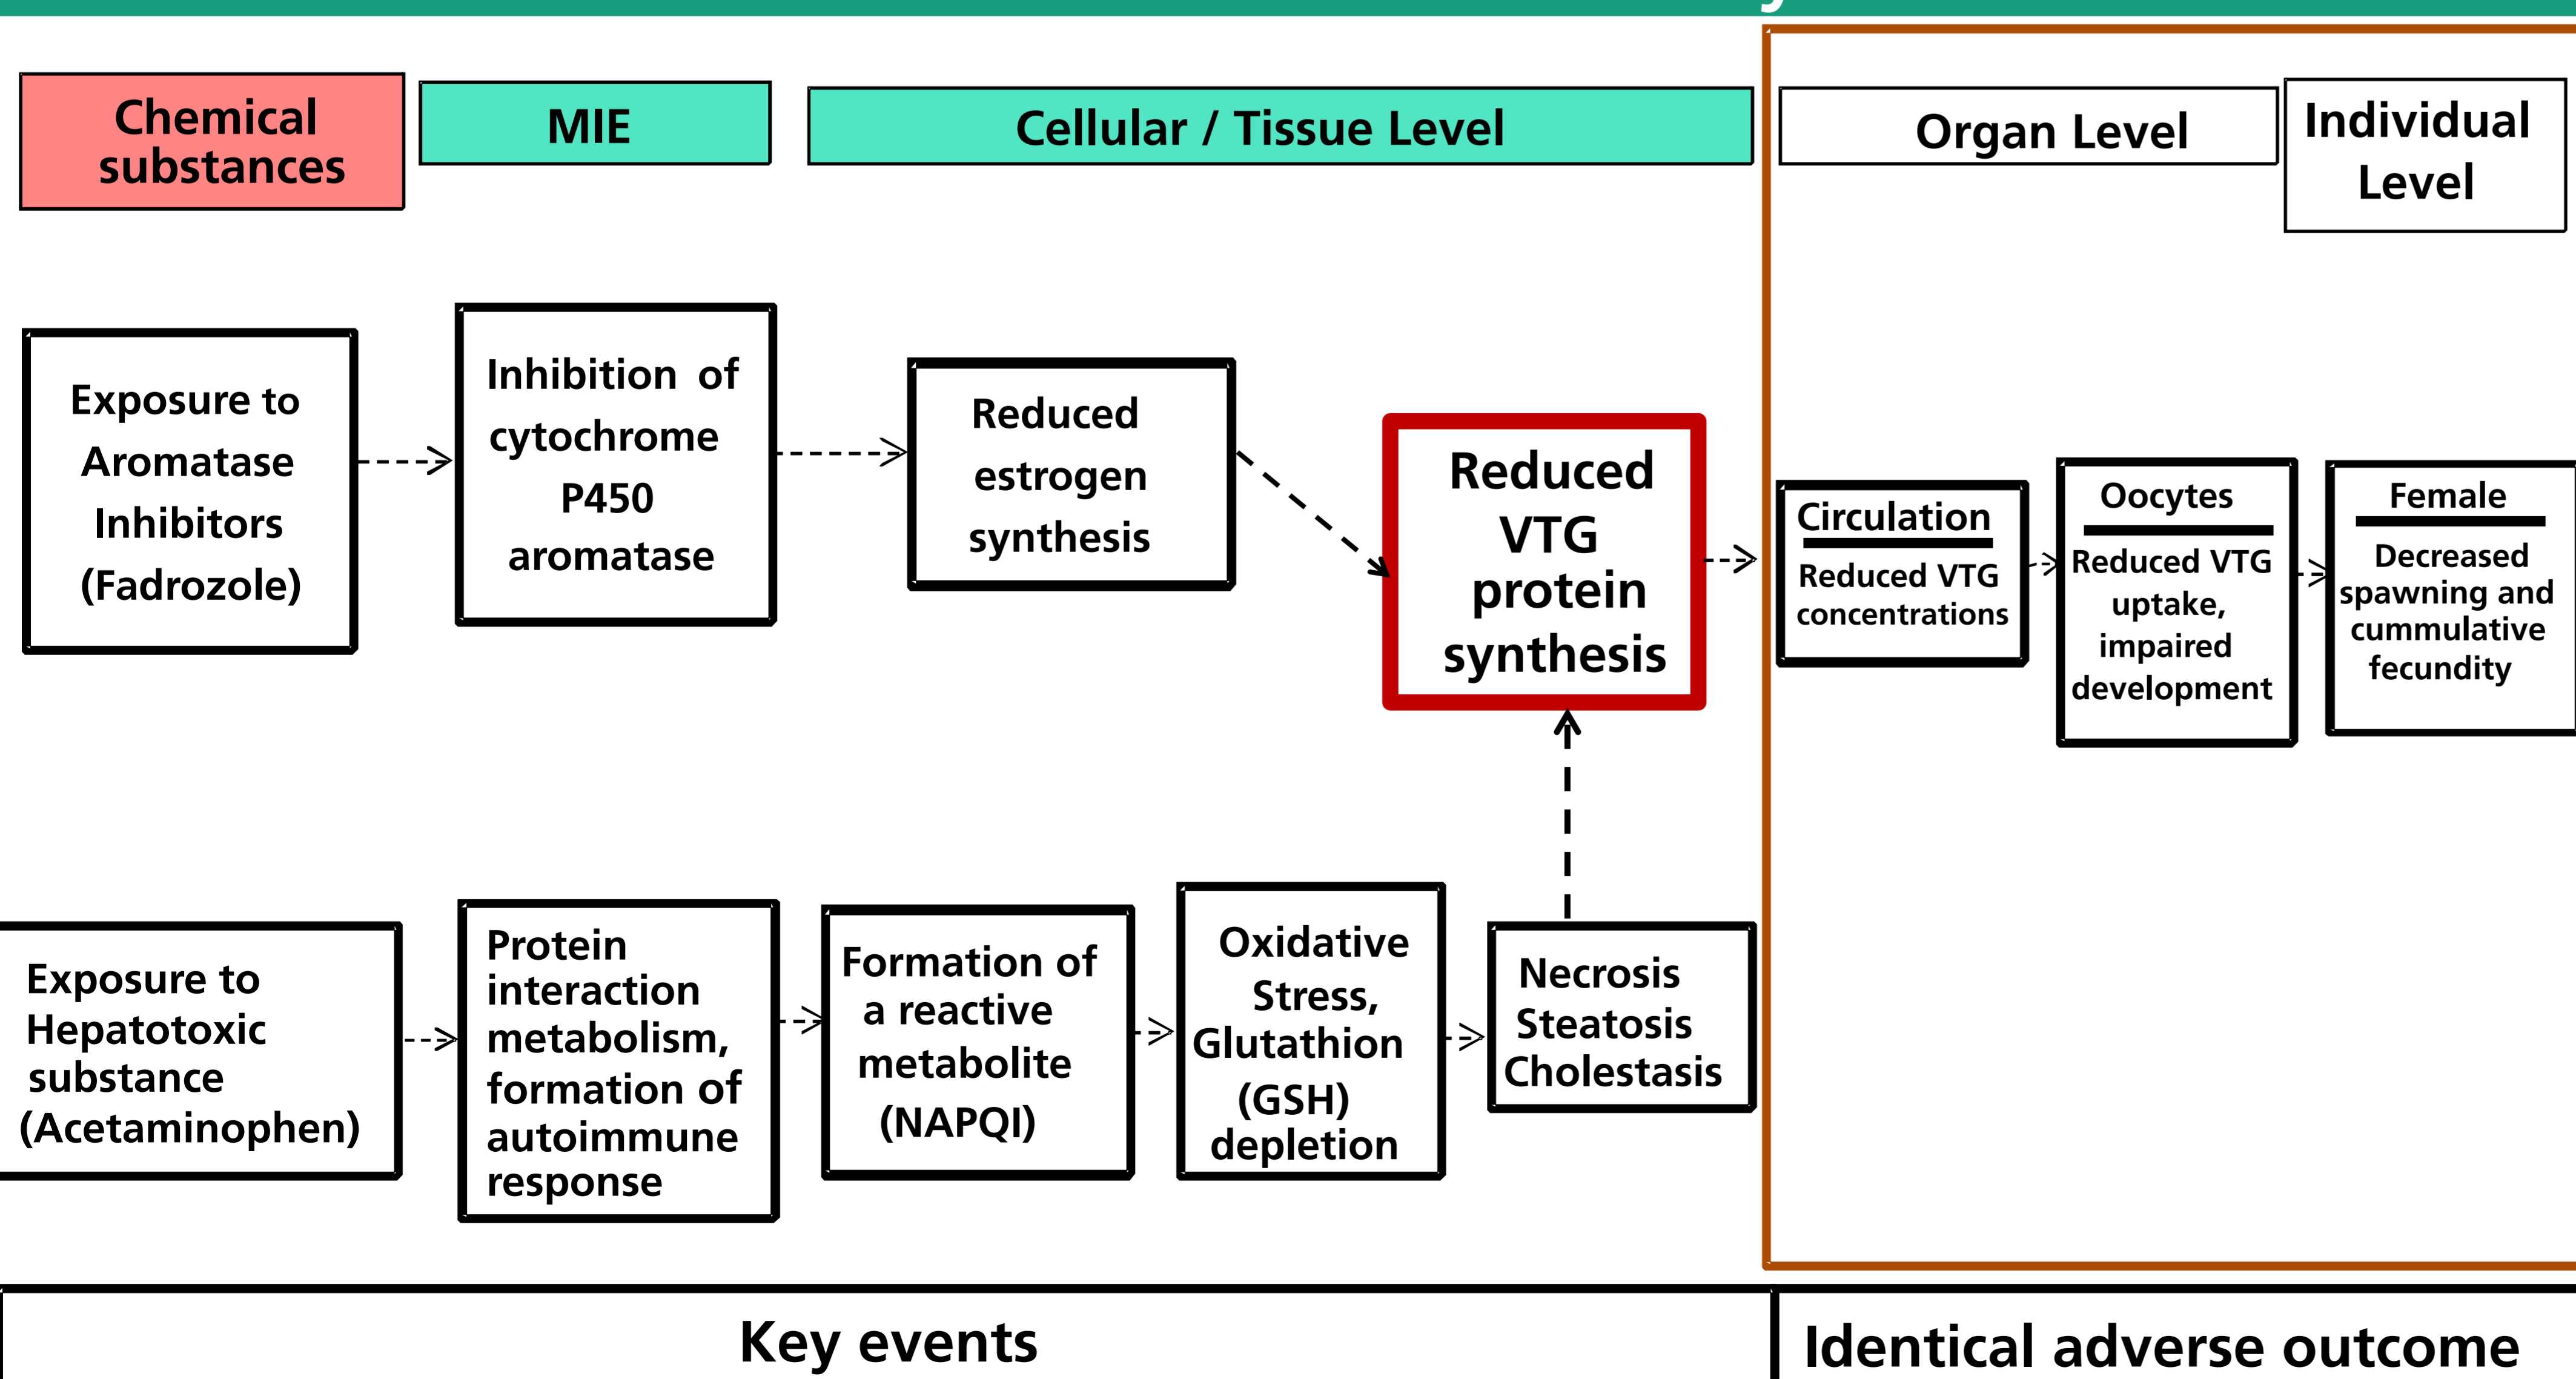 Chemical
substances
MIE
Cellular / Tissue Level
Organ Level
Individual
Level
Exposure to
Aromatase
Inhibitors
(Fadrozole)
Inhibition of
cytochrome
P450
aromatase
Reduced
estrogen
synthesis
Reduced
VTG
protein
synthesis
Circulation
Reduced VTG
concentrations
Oocytes
Reduced VTG
uptake,
impaired
development
Female
Decreased
spawning and
cummulative
fecundity
Exposure to
Hepatotoxic
substance
(Acetaminophen)
Protein
interaction
metabolism,
formation of
autoimmune
response
Formation of
a reactive
metabolite
(NAPQI)
Oxidative
Stress,
Glutathion
(GSH)
depletion
Necrosis
Steatosis
Cholestasis
Key events
Identical adverse outcome